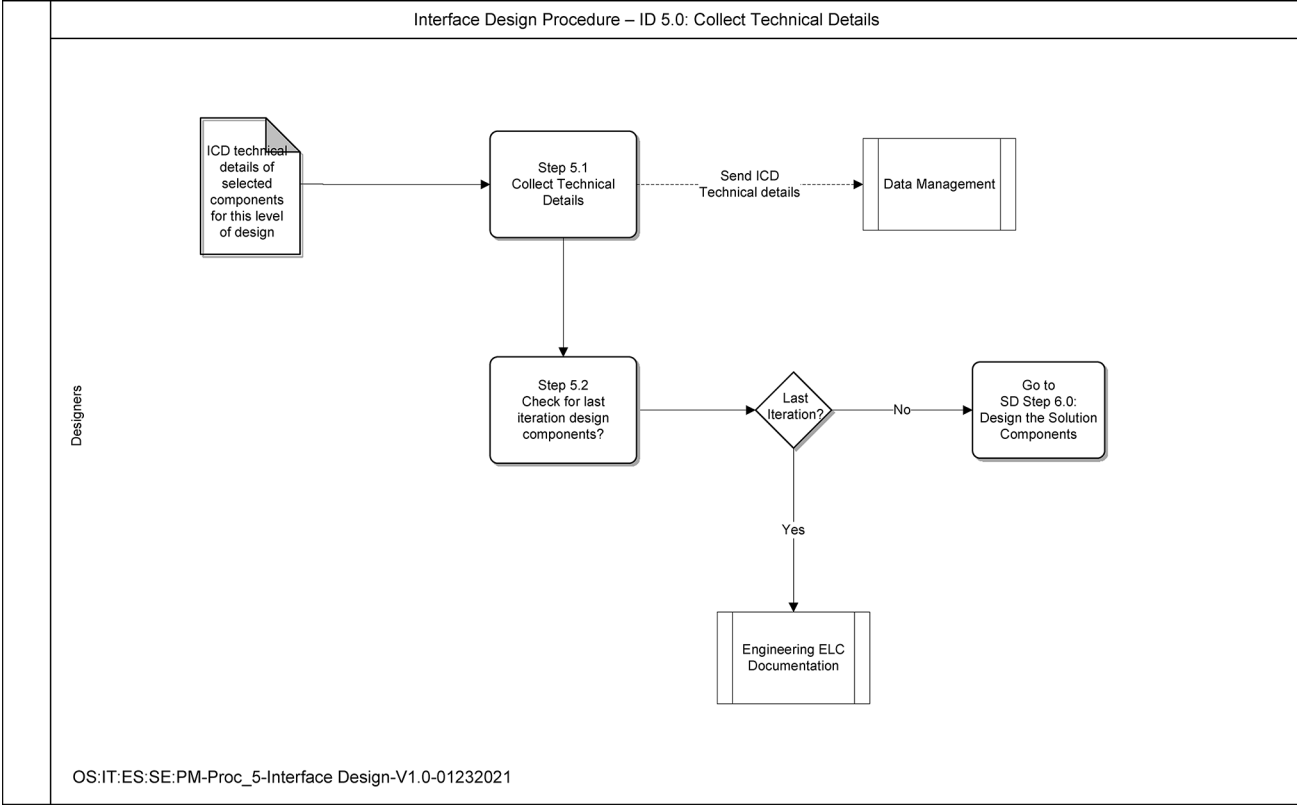 Interface Design Procedure – ID 5.0: Collect Technical Details
ICD technical
details of
selected
components
for this level
of design
Step 5.1
Collect Technical
Details
Send ICD
Technical details
Data Management
Designers
Step 5.2
Check for last
iteration design
components?
Last
Iteration?
No
Go to
SD Step 6.0:
Design the Solution
Components
Yes
Engineering ELC
Documentation
OS:IT:ES:SE:PM-Proc_5-Interface Design-V1.0-01232021